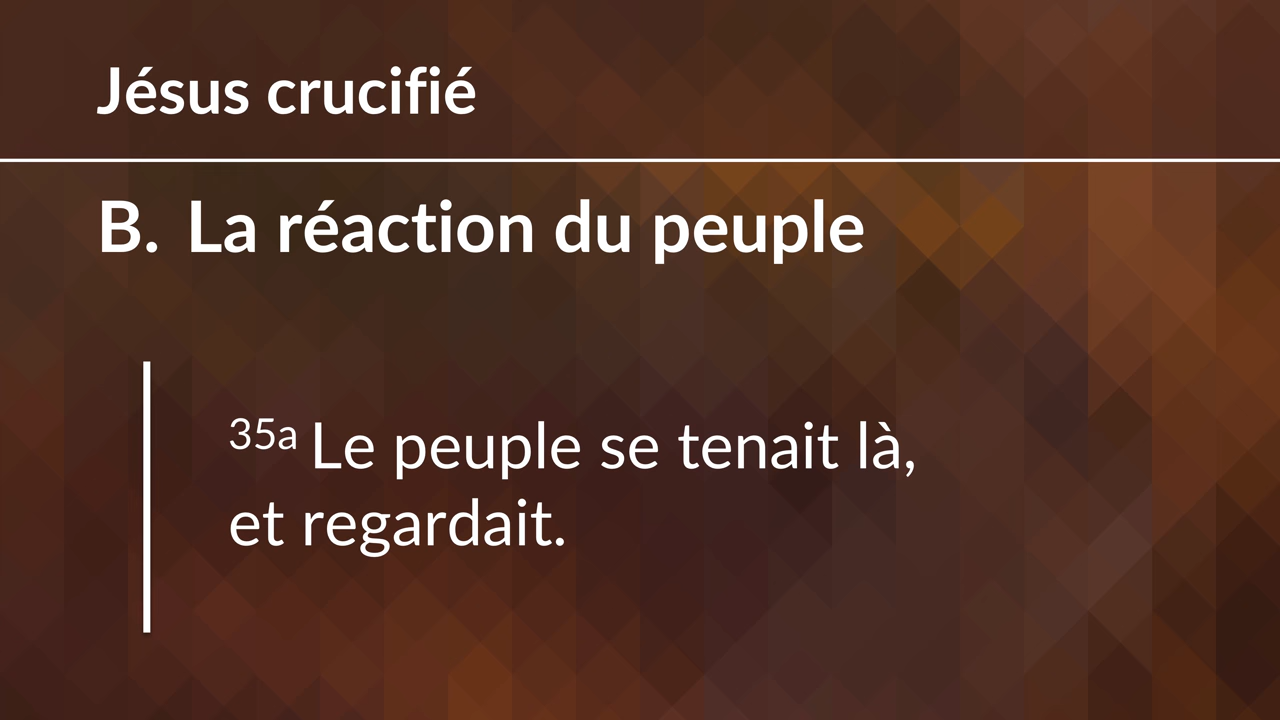 Jésus crucifié
B. La réaction du peuple
35a Le peuple se tenait là,
et regardait.